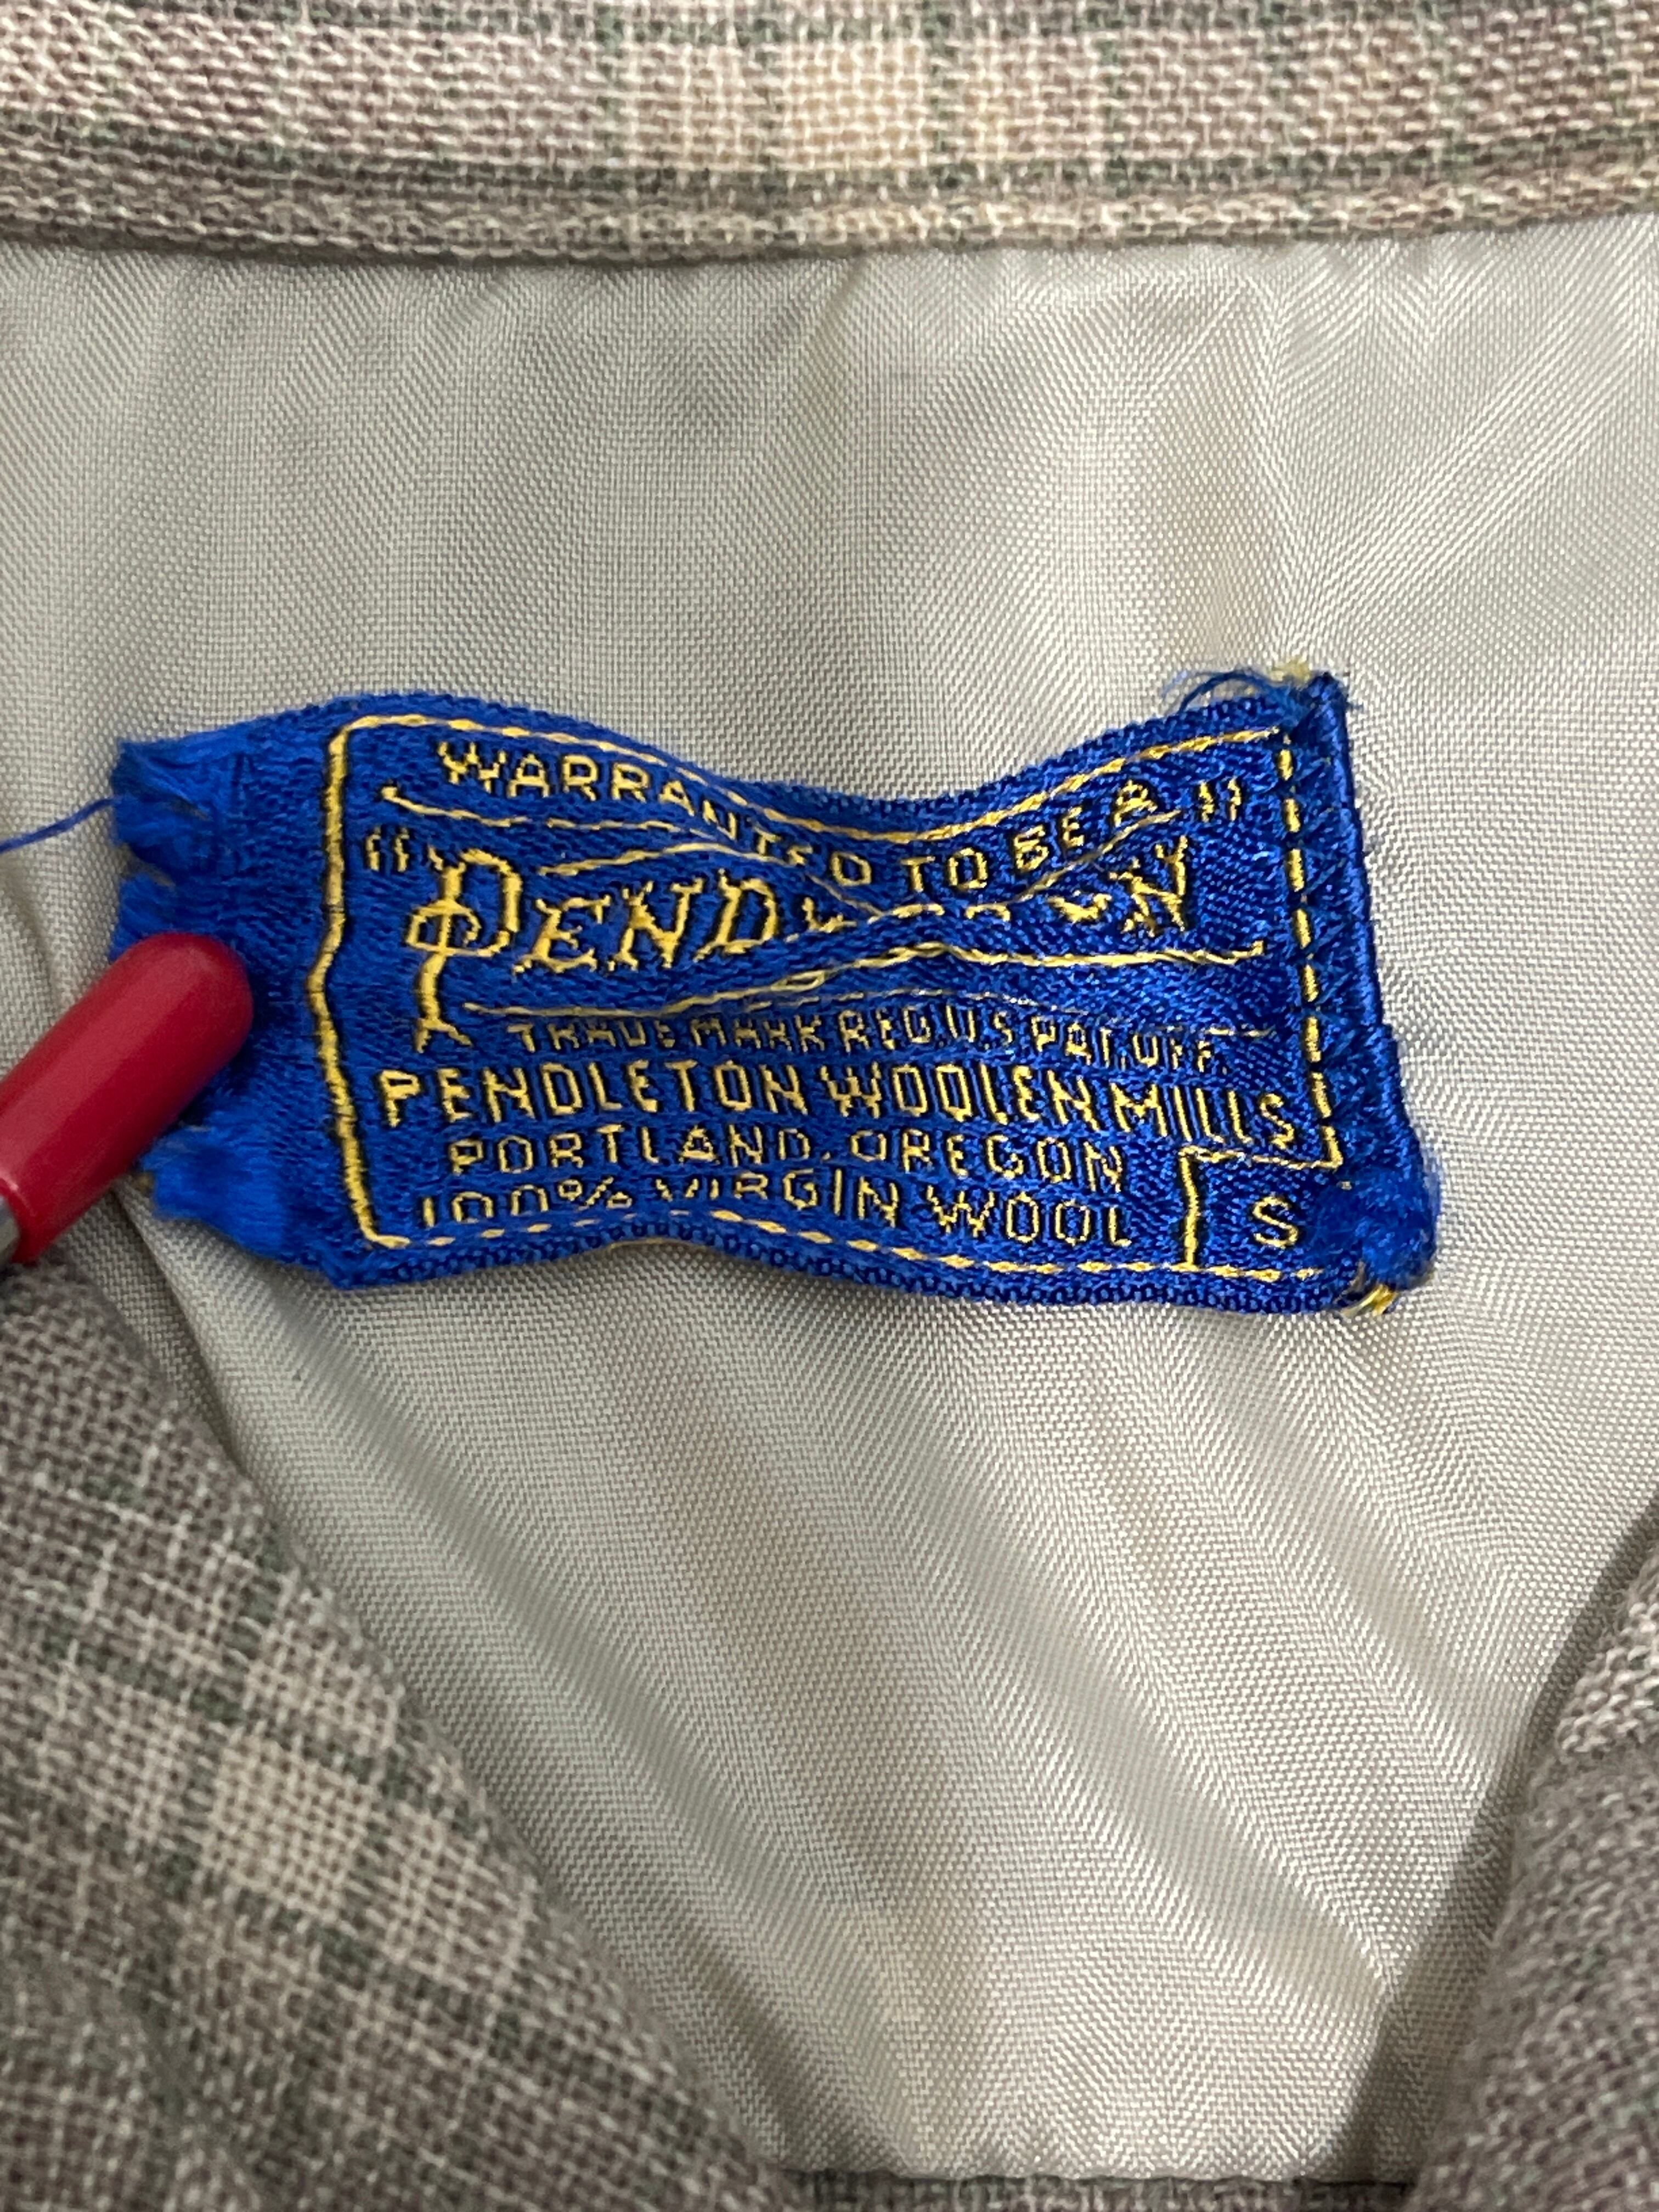 WARRANTED TO BE A
"PENDLETON"
TRADE MARK REG. U.S. PAT. OFF.
PENDLETON WOOLEN MILLS
PORTLAND, OREGON
100% VIRGIN WOOL
S